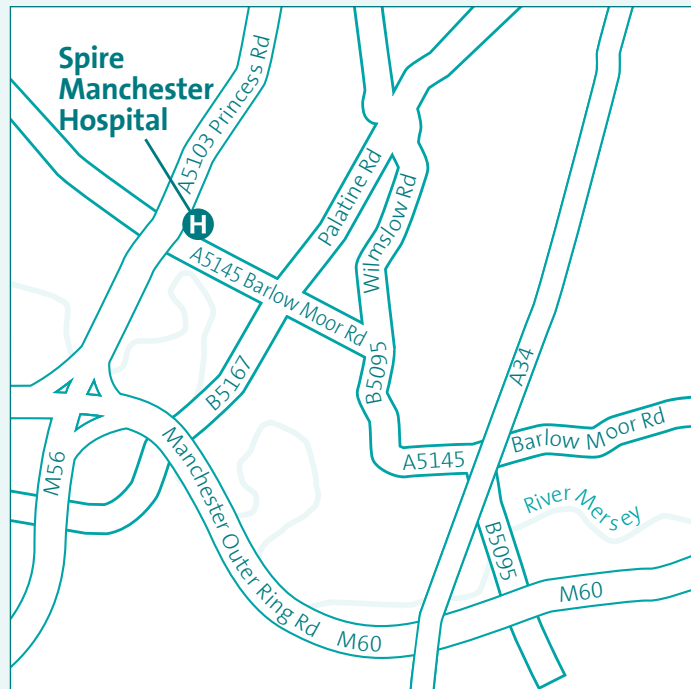 Spire
Manchester
Hospital
A5103 Princess Rd
H
Palatine Rd
Wilmslow Rd
A5145 Barlow Moor Rd
B5167
B5095
A34
M56
Manchester Outer Ring Rd
A5145
Barlow Moor Rd
River Mersey
B5095
M60
M60